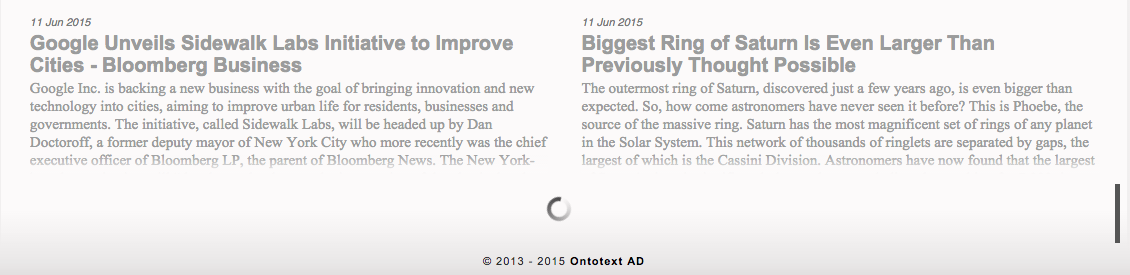 11 Jun 2015
Google Unveils Sidewalk Labs Initiative to Improve
Cities - Bloomberg Business
Google Inc. is backing a new business with the goal of bringing innovation and new
technology into cities, aiming to improve urban life for residents, businesses and
governments. The initiative, called Sidewalk Labs, will be headed up by Dan
Doctoroff, a former deputy mayor of New York City who more recently was the chief
executive officer of Bloomberg LP, the parent of Bloomberg News. The New York-
11 Jun 2015
Biggest Ring of Saturn Is Even Larger Than
Previously Thought Possible
The outermost ring of Saturn, discovered just a few years ago, is even bigger than
expected. So, how come astronomers have never seen it before? This is Phoebe, the
source of the massive ring. Saturn has the most magnificent set of rings of any planet
in the Solar System. This network of thousands of ringlets are separated by gaps, the
largest of which is the Cassini Division. Astronomers have now found that the largest
© 2013 - 2015 Ontotext AD